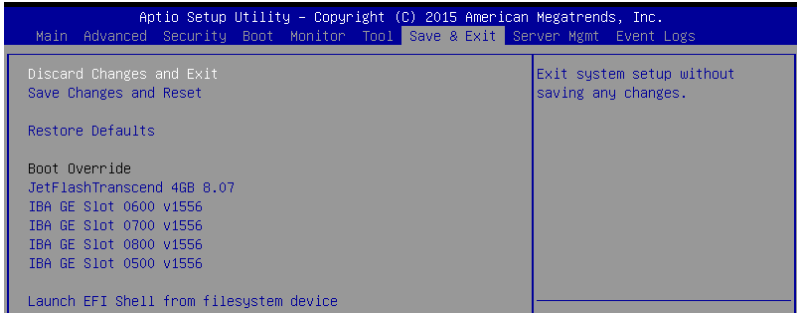 Aptio Setup Utility – Copyright (C) 2015 American Megatrends, Inc.
Main Advanced Security Boot Monitor Tool Save & Exit Server Mgmt Event Logs
Discard Changes and Exit
Save Changes and Reset
Restore Defaults
Boot Override
JetFlashTranscend 4GB 8.07
IBA GE Slot 0600 v1556
IBA GE Slot 0700 v1556
IBA GE Slot 0800 v1556
IBA GE Slot 0500 v1556
Launch EFI Shell from filesystem device
Exit system setup without
saving any changes.